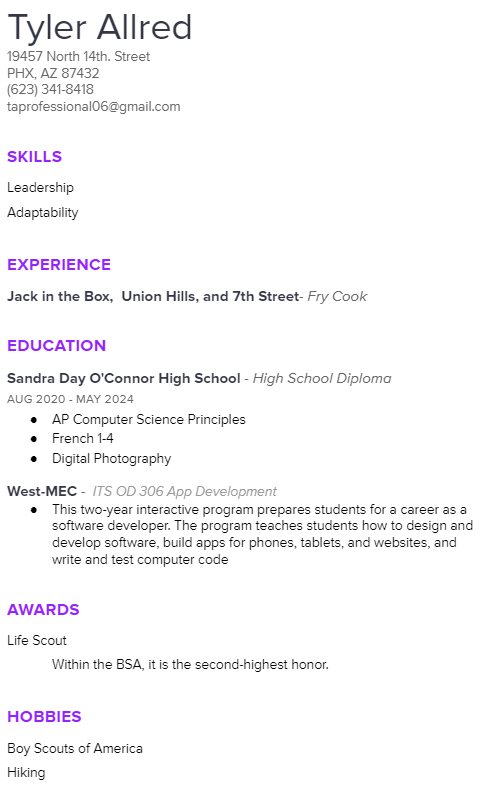 Tyler Allred
19457 North 14th. Street
PHX, AZ 87432
(623) 341-8418
taprofessional06@gmail.com
SKILLS
Leadership
Adaptability
EXPERIENCE
Jack in the Box,  Union Hills, and 7th Street- Fry Cook
EDUCATION
Sandra Day O'Connor High School - High School Diploma
AUG 2020 - MAY 2024
● AP Computer Science Principles
● French 1-4
● Digital Photography
West-MEC -  ITS OD 306 App Development
● This two-year interactive program prepares students for a career as a
software developer. The program teaches students how to design and
develop software, build apps for phones, tablets, and websites, and
write and test computer code
AWARDS
Life Scout
Within the BSA, it is the second-highest honor.
HOBBIES
Boy Scouts of America
Hiking